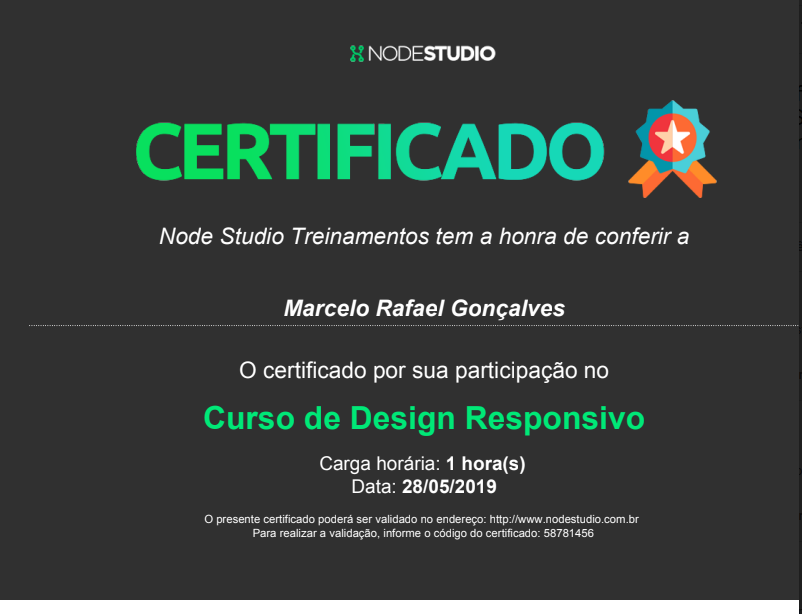 NODESTUDIO
CERTIFICADO
Node Studio Treinamentos tem a honra de conferir a
Marcelo Rafael Gonçalves
O certificado por sua participação no
Curso de Design Responsivo
Carga horária: 1 hora(s)
Data: 28/05/2019
O presente certificado poderá ser validado no endereço: http://www.nodestudio.com.br
Para realizar a validação, informe o código do certificado: 58781456